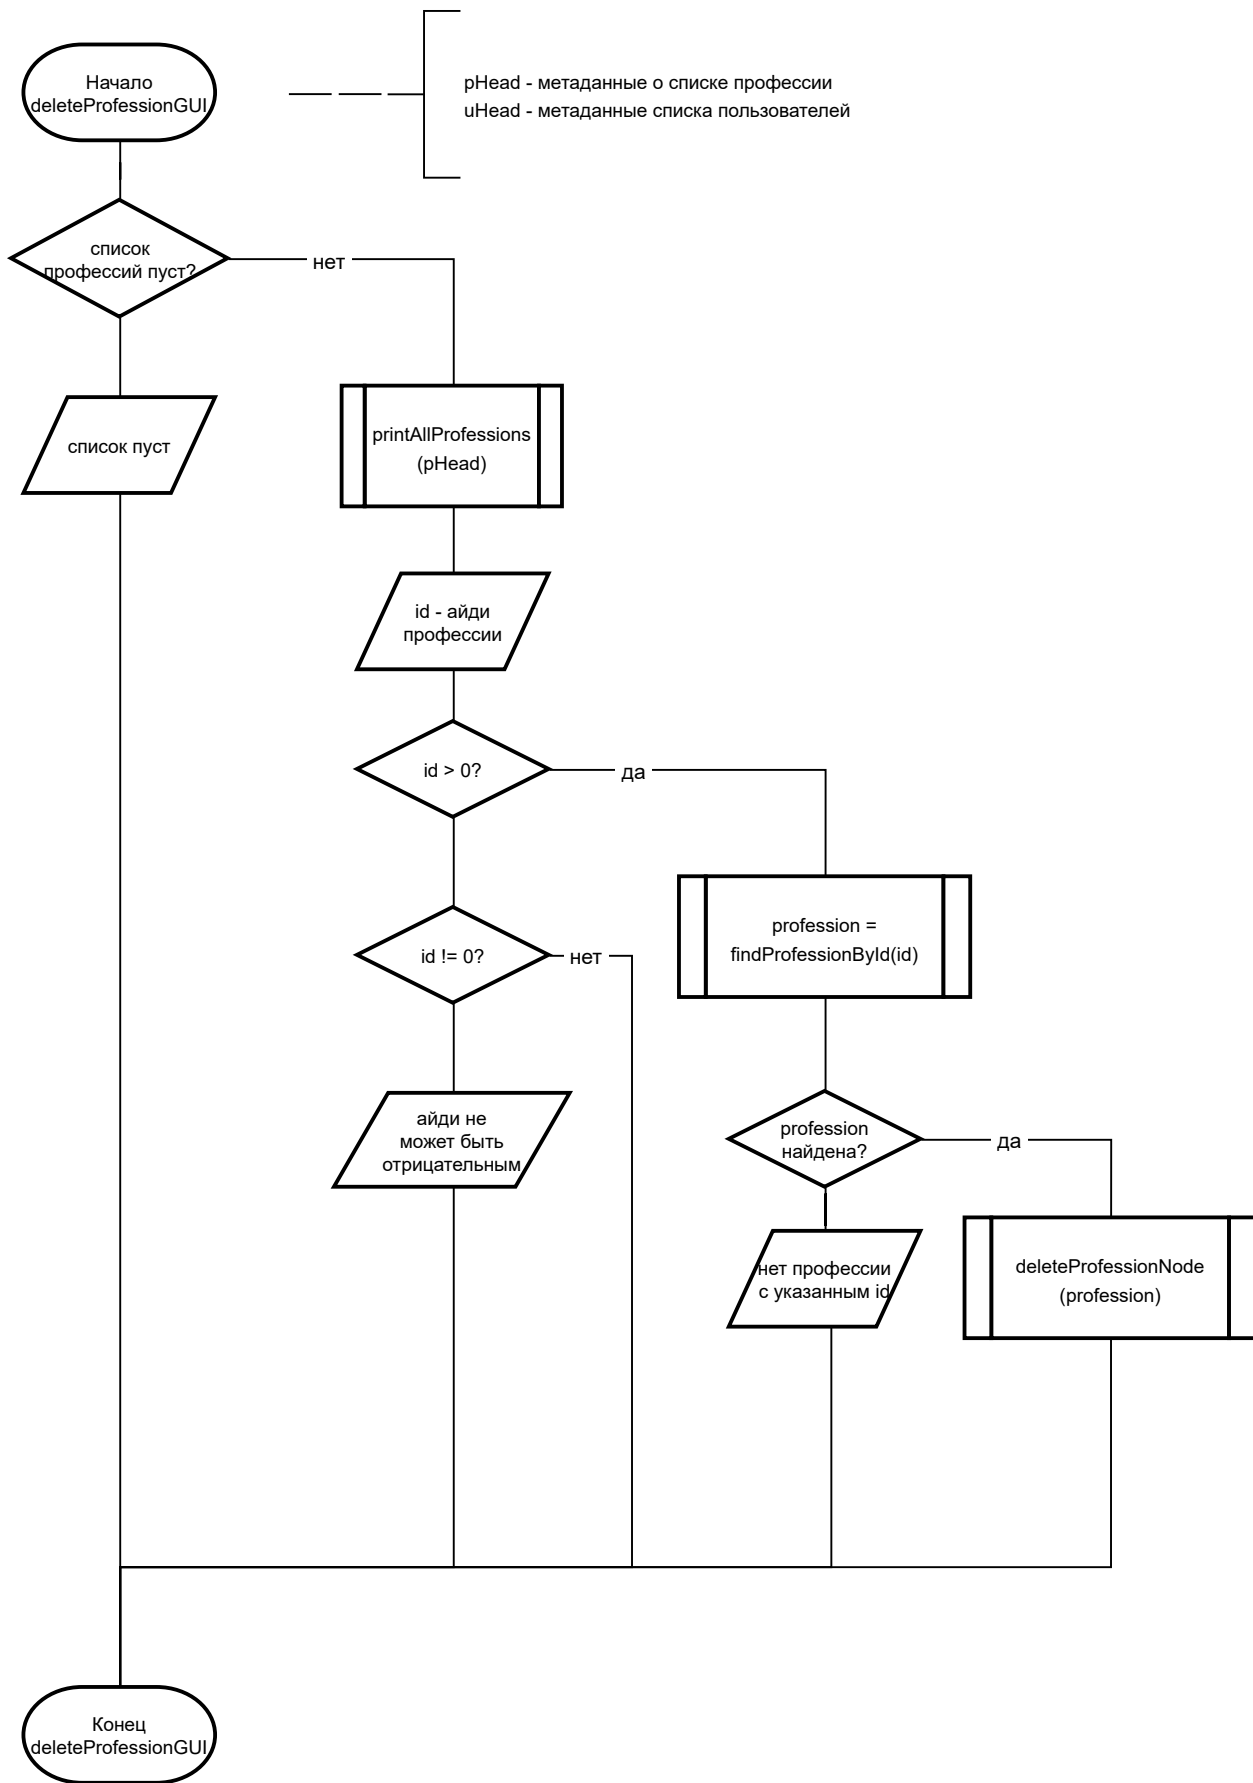 Начало
deleteProfessionGUI
pHead - метаданные о списке профессии
uHead - метаданные списка пользователей
список
профессий пуст?
нет
список пуст
printAllProfessions
(pHead)
id - айди
профессии
id > 0?
да
id != 0?
нет
profession =
findProfessionById(id)
айди не
может быть
отрицательным
profession
найдена?
да
нет профессии
с указанным id
deleteProfessionNode
(profession)
Конец
deleteProfessionGUI